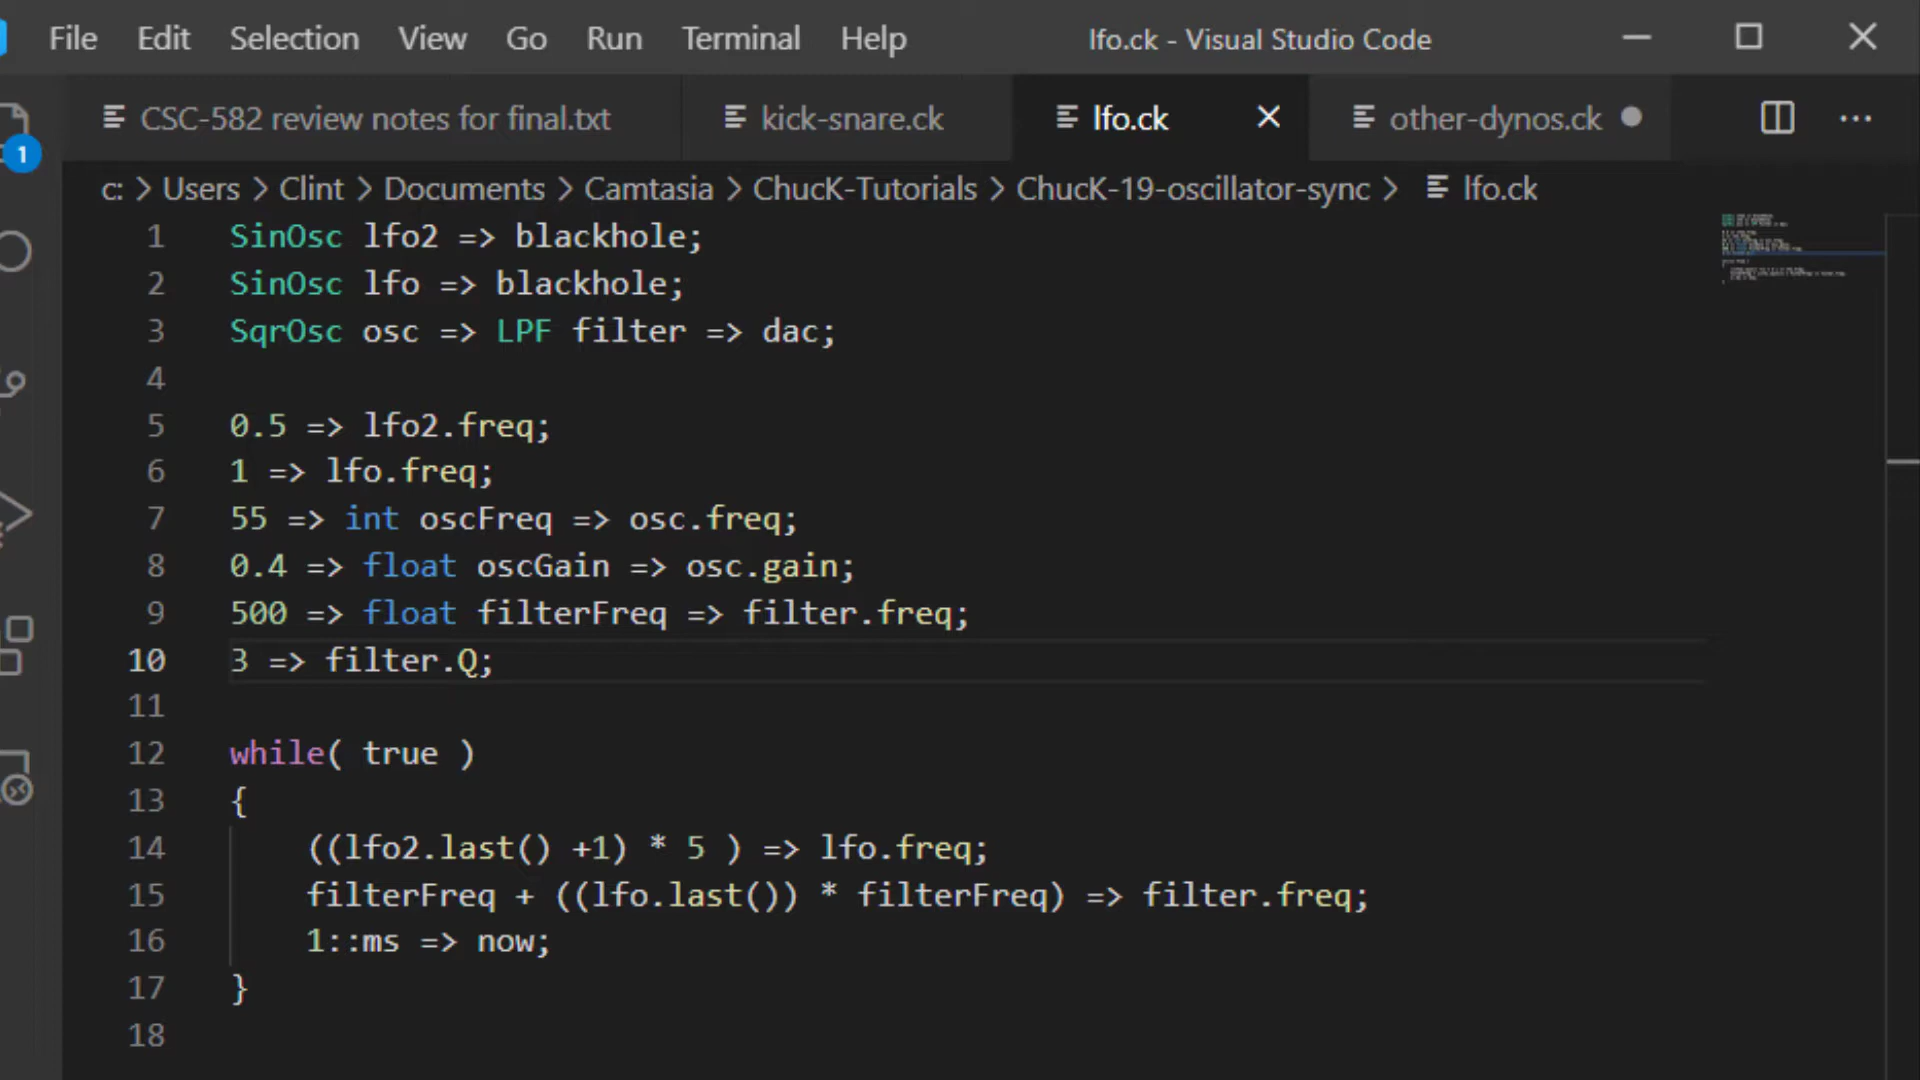 File Edit Selection View Go Run Terminal Help lfo.ck - Visual Studio Code
CSC-582 review notes for final.txt kick-snare.ck lfo.ck other-dynos.ck
1
c: > Users > Clint > Documents > Camtasia > ChucK-Tutorials > ChucK-19-oscillator-sync > lfo.ck
1 SinOsc lfo2 => blackhole;
2 SinOsc lfo => blackhole;
3 SqrOsc osc => LPF filter => dac;
4
5 0.5 => lfo2.freq;
6 1 => lfo.freq;
7 55 => int oscFreq => osc.freq;
8 0.4 => float oscGain => osc.gain;
9 500 => float filterFreq => filter.freq;
10 3 => filter.Q;
11
12 while( true )
13 {
14 ((lfo2.last() +1) * 5 ) => lfo.freq;
15 filterFreq + ((lfo.last()) * filterFreq) => filter.freq;
16 1::ms => now;
17 }
18